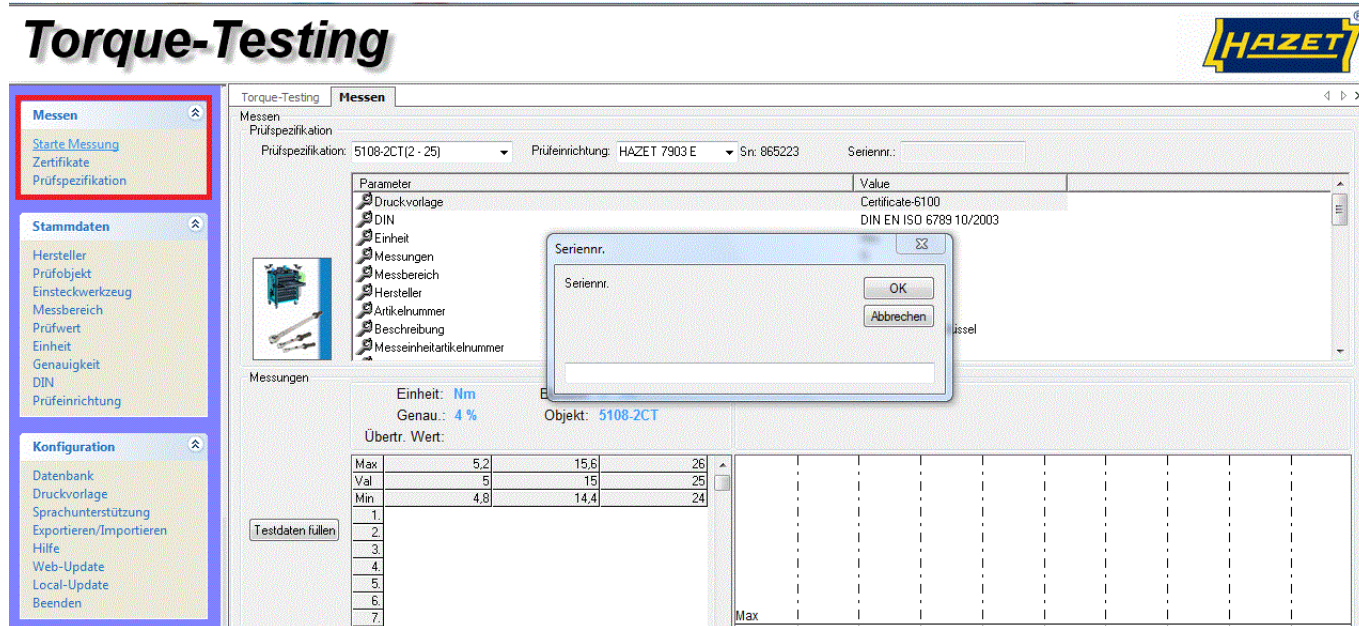 Torque-Testing
HAZET
®
Messen
Starte Messung
Zertifikate
Prüfspezifikation
Stammdaten
Hersteller
Prüfobjekt
Einsteckwerkzeug
Messbereich
Prüfwert
Einheit
Genauigkeit
DIN
Prüfeinrichtung
Konfiguration
Datenbank
Druckvorlage
Sprachunterstützung
Exportieren/Importieren
Hilfe
Web-Update
Local-Update
Beenden
Torque-Testing Messen
Messen
Prüfspezifikation
Prüfspezifikation: 5108-2CT(2 - 25) Prüfeinrichtung: HAZET 7903 E Sn: 865223 Seriennr.:
Parameter Value
Druckvorlage Certificate-6100
DIN DIN EN ISO 6789 10/2003
Einheit
Messungen
Messbereich
Hersteller
Artikelnummer
Beschreibung
Messeinheitartikelnummer
Seriennr.
Seriennr.
OK
Abbrechen
Messungen
Einheit: Nm
Genau.: 4 % Objekt: 5108-2CT
Übertr. Wert:
Max 5,2 15,6 26
Val 5 15 25
Min 4,8 14,4 24
1.
Testdaten füllen 2.
3.
4.
5.
6.
7.
Max